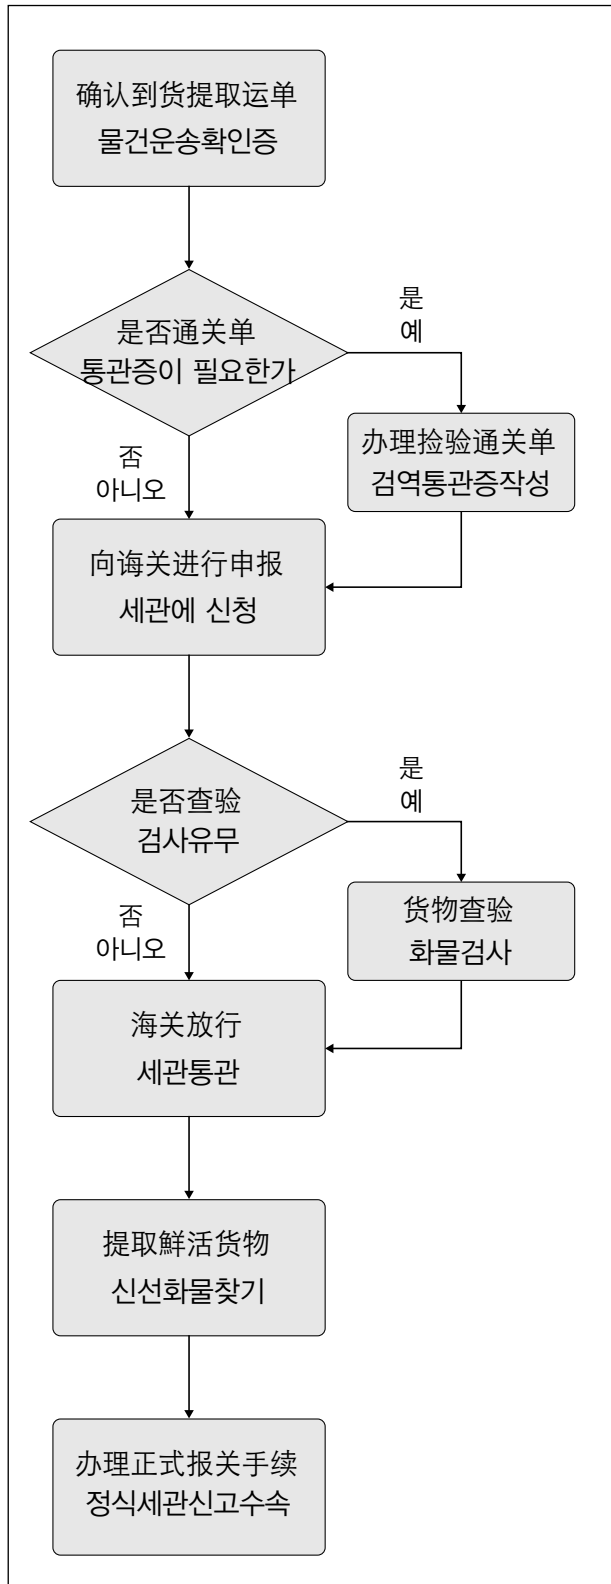 确认到货提取运单
물건운송확인증
是否通关单
통관증이 필요한가
是
예
办理捡验通关单
검역통관증작성
否
아니오
向诲关进行申报
세관에 신청
是否查验
검사유무
是
예
货物查验
화물검사
否
아니오
海关放行
세관통관
提取鲜活货物
신선화물찾기
办理正式报关手续
정식세관신고수속